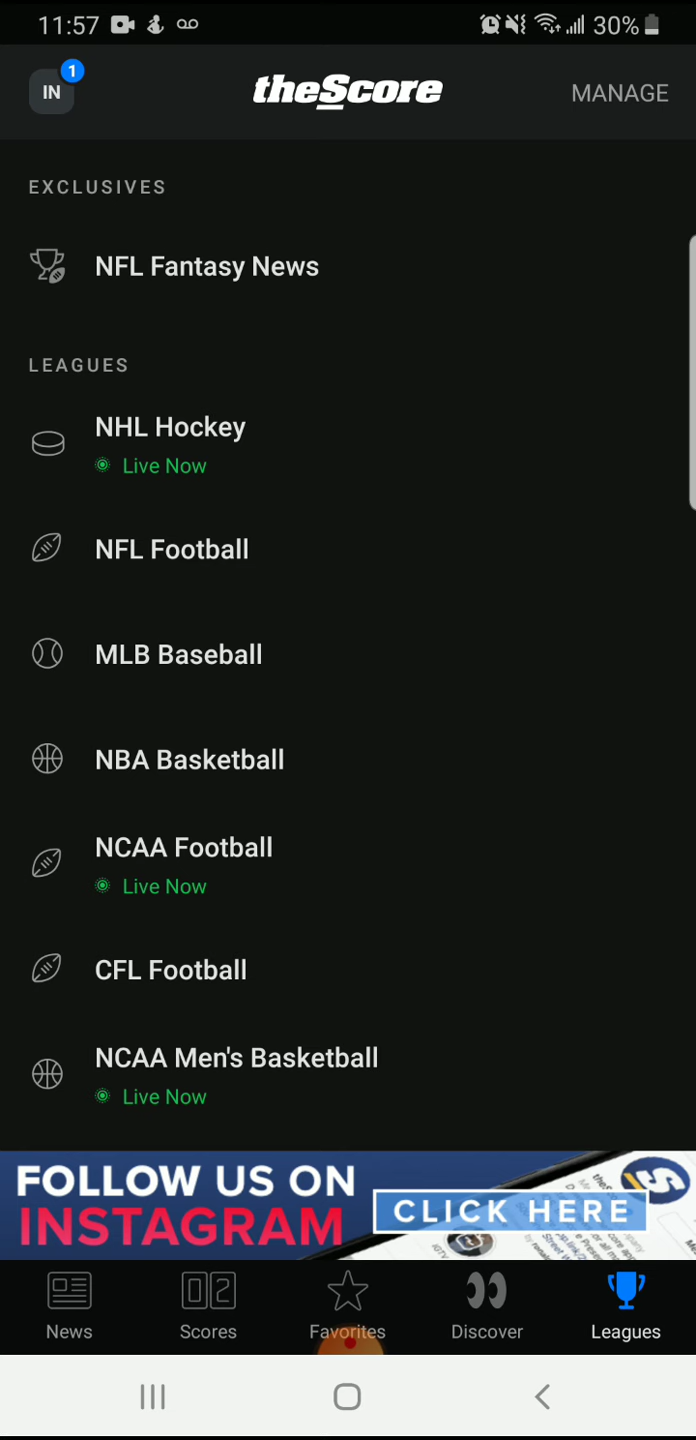 11:57
30%
IN
1
theScore
MANAGE
EXCLUSIVES
NFL Fantasy News
LEAGUES
NHL Hockey
Live Now
NFL Football
MLB Baseball
NBA Basketball
NCAA Football
Live Now
CFL Football
NCAA Men's Basketball
Live Now
FOLLOW US ON
INSTAGRAM
CLICK HERE
News
Scores
Favorites
Discover
Leagues